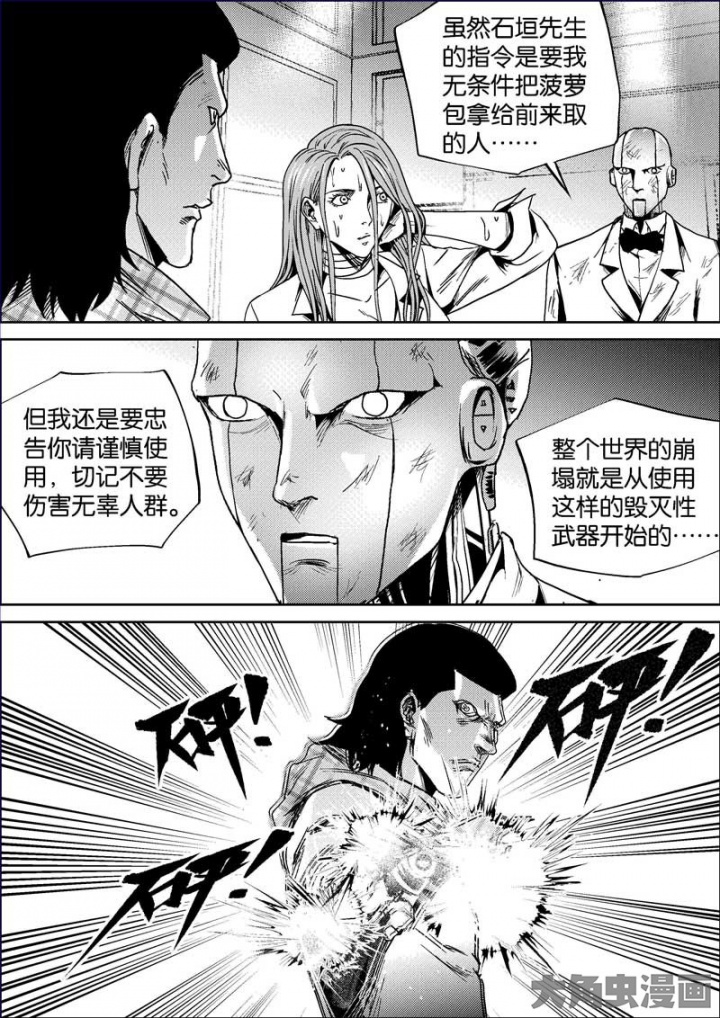 虽然石垣先生
的指令是要我
无条件把菠萝
包拿给前来取
的人……
但我还是要忠
告你请谨慎使
用，切记不要
伤害无辜人群。
整个世界的崩
塌就是从使用
这样的毁灭性
武器开始的……
砰！
砰！
砰！
大角虫漫画